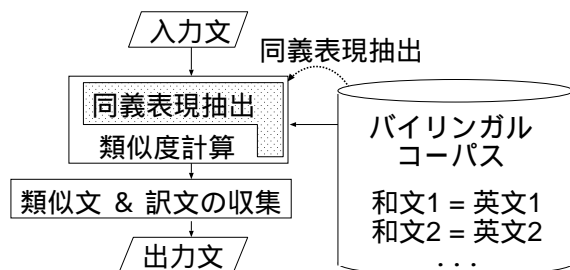 入力文
同義表現抽出
同義表現抽出
類似度計算
類似文 & 訳文の収集
出力文
バイリンガル
コーパス
和文1 = 英文1
和文2 = 英文2
. . .